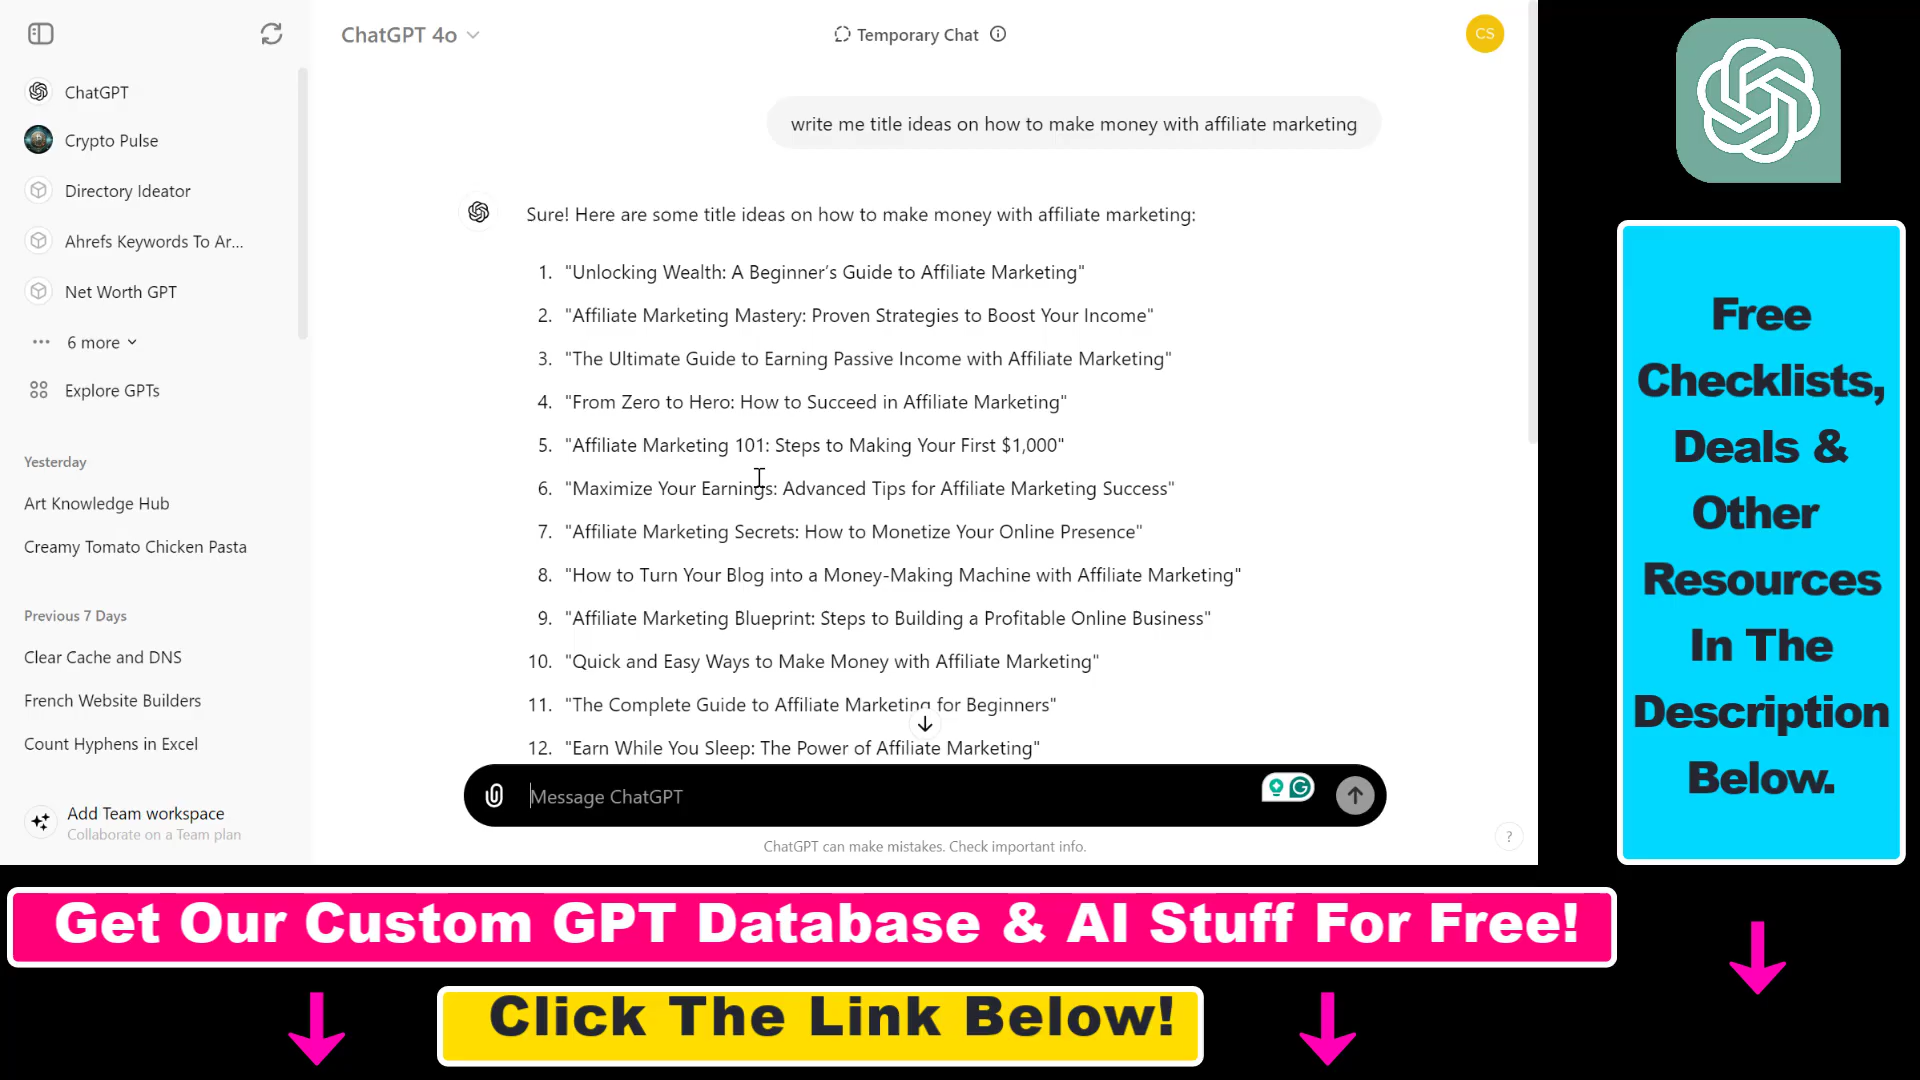 ChatGPT
Crypto Pulse
Directory Ideator
Ahrefs Keywords To Ar...
Net Worth GPT
6 more
Explore GPTs
Yesterday
Art Knowledge Hub
Creamy Tomato Chicken Pasta
Previous 7 Days
Clear Cache and DNS
French Website Builders
Count Hyphens in Excel
Add Team workspace
Collaborate on a Team plan
ChatGPT 4o
Temporary Chat
CS
write me title ideas on how to make money with affiliate marketing
Sure! Here are some title ideas on how to make money with affiliate marketing:
1. "Unlocking Wealth: A Beginner's Guide to Affiliate Marketing"
2. "Affiliate Marketing Mastery: Proven Strategies to Boost Your Income"
3. "The Ultimate Guide to Earning Passive Income with Affiliate Marketing"
4. "From Zero to Hero: How to Succeed in Affiliate Marketing"
5. "Affiliate Marketing 101: Steps to Making Your First $1,000"
6. "Maximize Your Earnings: Advanced Tips for Affiliate Marketing Success"
7. "Affiliate Marketing Secrets: How to Monetize Your Online Presence"
8. "How to Turn Your Blog into a Money-Making Machine with Affiliate Marketing"
9. "Affiliate Marketing Blueprint: Steps to Building a Profitable Online Business"
10. "Quick and Easy Ways to Make Money with Affiliate Marketing"
11. "The Complete Guide to Affiliate Marketing for Beginners"
12. "Earn While You Sleep: The Power of Affiliate Marketing"
Message ChatGPT
ChatGPT can make mistakes. Check important info.
?
Free
Checklists,
Deals &
Other
Resources
In The
Description
Below.
Get Our Custom GPT Database & AI Stuff For Free!
Click The Link Below!